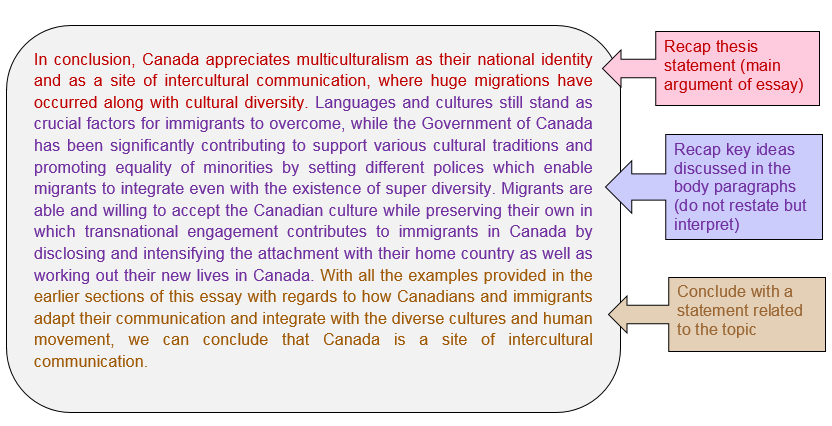 In conclusion, Canada appreciates multiculturalism as their national identity
and as a site of intercultural communication, where huge migrations have
occurred along with cultural diversity. Languages and cultures still stand as
crucial factors for immigrants to overcome, while the Government of Canada
has been significantly contributing to support various cultural traditions and
promoting equality of minorities by setting different polices which enable
migrants to integrate even with the existence of super diversity. Migrants are
able and willing to accept the Canadian culture while preserving their own in
which transnational engagement contributes to immigrants in Canada by
disclosing and intensifying the attachment with their home country as well as
working out their new lives in Canada. With all the examples provided in the
earlier sections of this essay with regards to how Canadians and immigrants
adapt their communication and integrate with the diverse cultures and human
movement, we can conclude that Canada is a site of intercultural
communication.
Recap thesis
statement (main
argument of essay)
Recap key ideas
discussed in the
body paragraphs
(do not restate but
interpret)
Conclude with a
statement related
to the topic